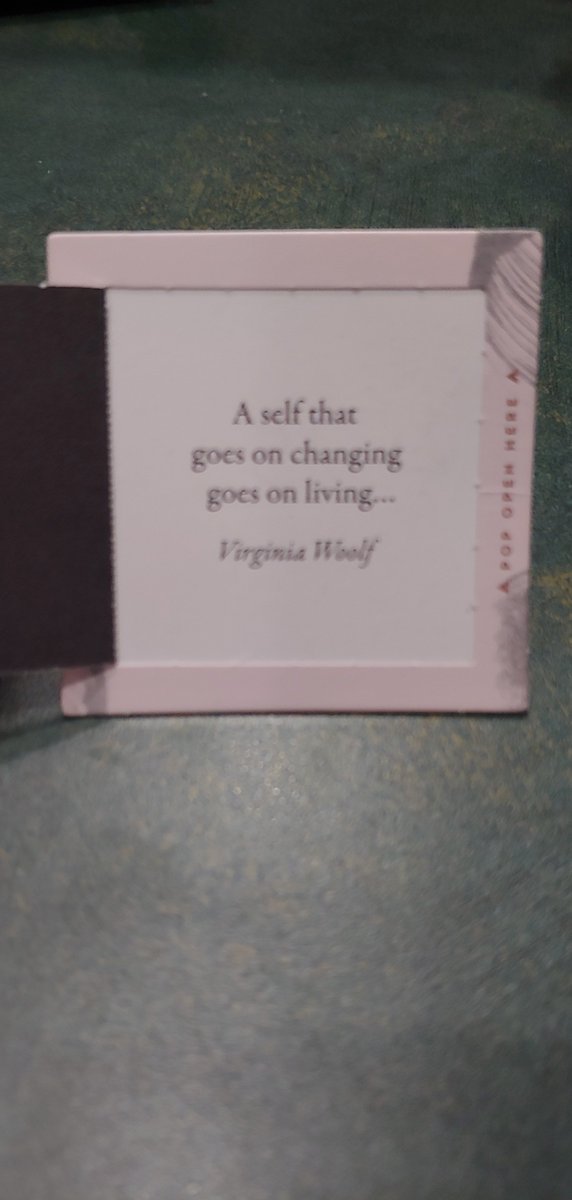 A self that
goes on changing
goes on living...
Virginia Woolf
POP OPEN HERE